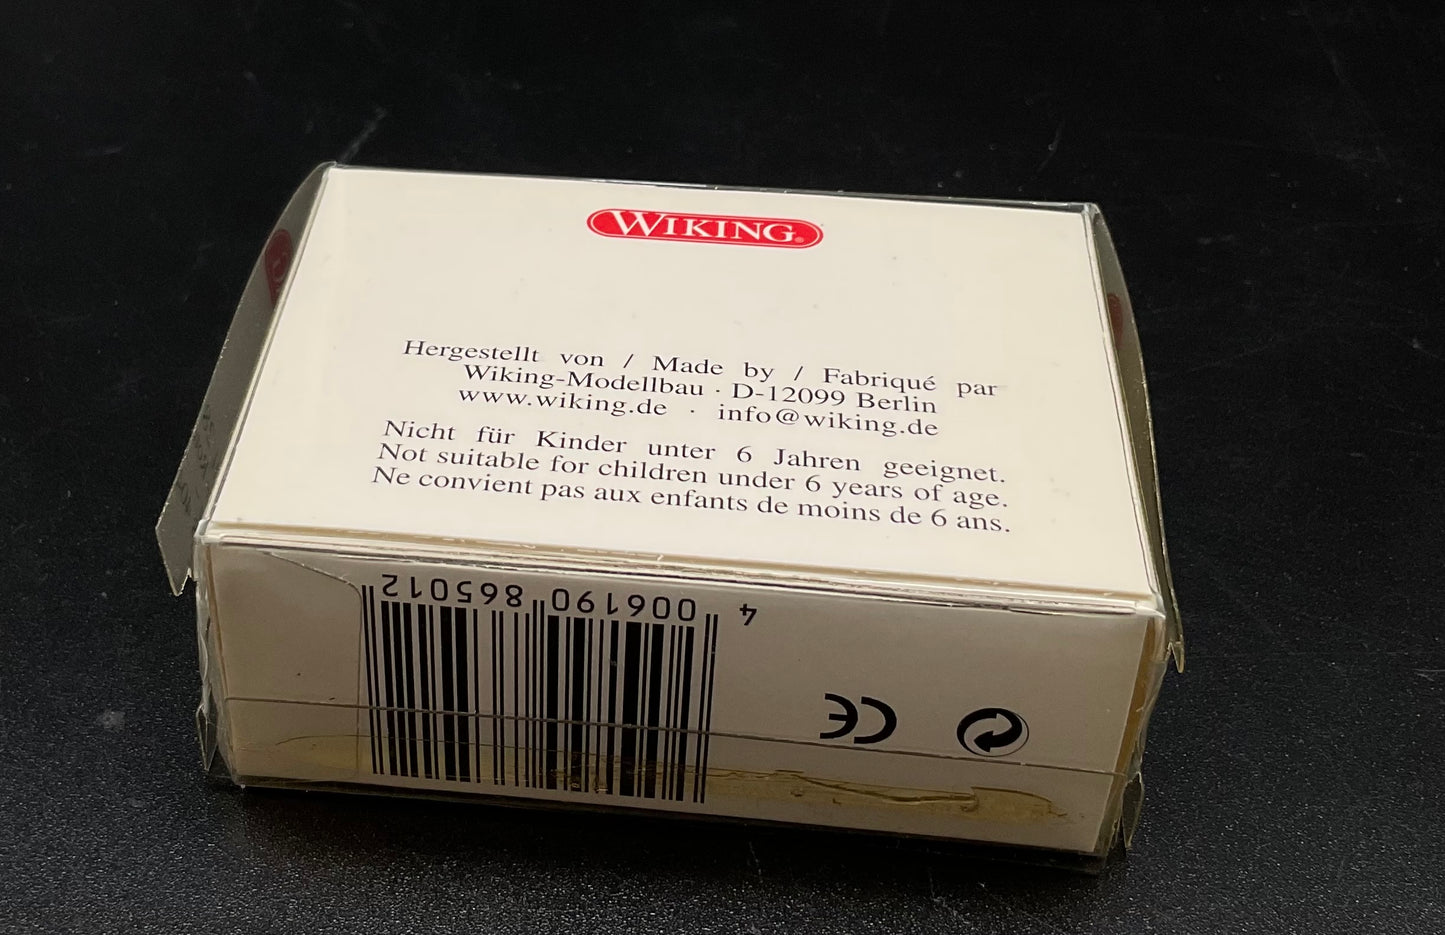 WIKING®
Hergestellt von / Made by / Fabriqué par
Wiking-Modellbau · D-12099 Berlin
www.wiking.de · info@wiking.de
Nicht für Kinder unter 6 Jahren geeignet.
Not suitable for children under 6 years of age.
Ne convient pas aux enfants de moins de 6 ans.
4 006190 865012
CE